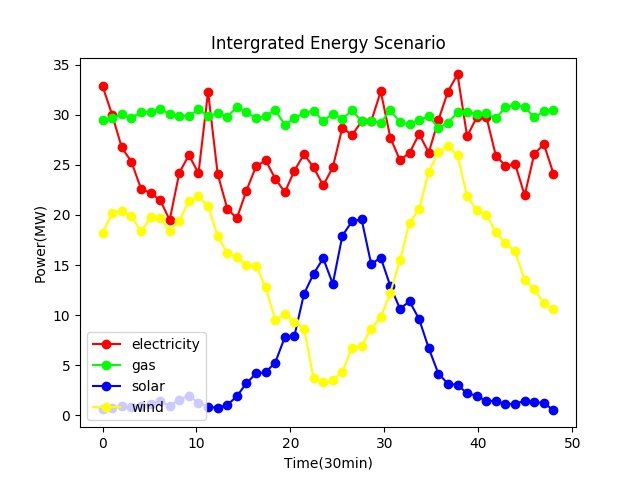 Intergrated Energy Scenario
Power(MW)
35
30
25
20
15
10
5
0
electricity
gas
solar
wind
0 10 20 30 40 50
Time(30min)